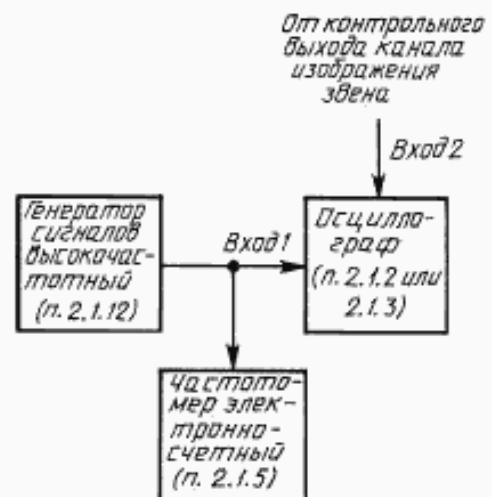 От контрольного
выхода канала
изображения
звена
Вход 2
Генератор
сигналов
высокочас-
тотный
(п. 2.1.12)
Вход 1
Осцилло-
граф
(п. 2.1.2 или
2.1.3)
Частото-
мер элек-
тронно-
счетный
(п. 2.1.5)